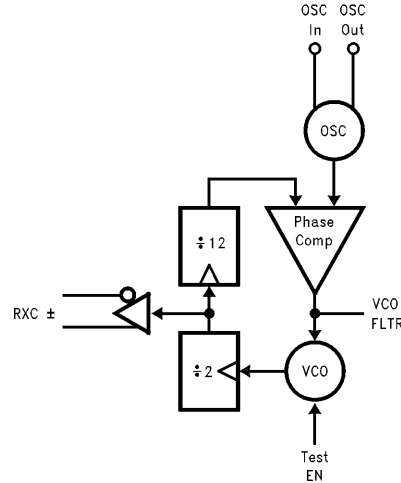 OSC OSC
In Out
OSC
Phase
Comp
÷12
RXC ±
VCO
FLTR
÷2
VCO
Test
EN